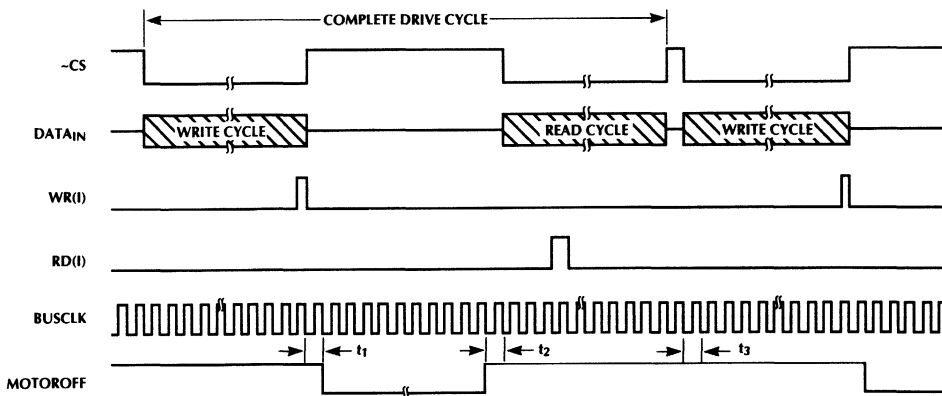 COMPLETE DRIVE CYCLE
~CS
DATAIN
WRITE CYCLE
READ CYCLE
WRITE CYCLE
WR(I)
RD(I)
BUSCLK
t1
t2
t3
MOTOROFF